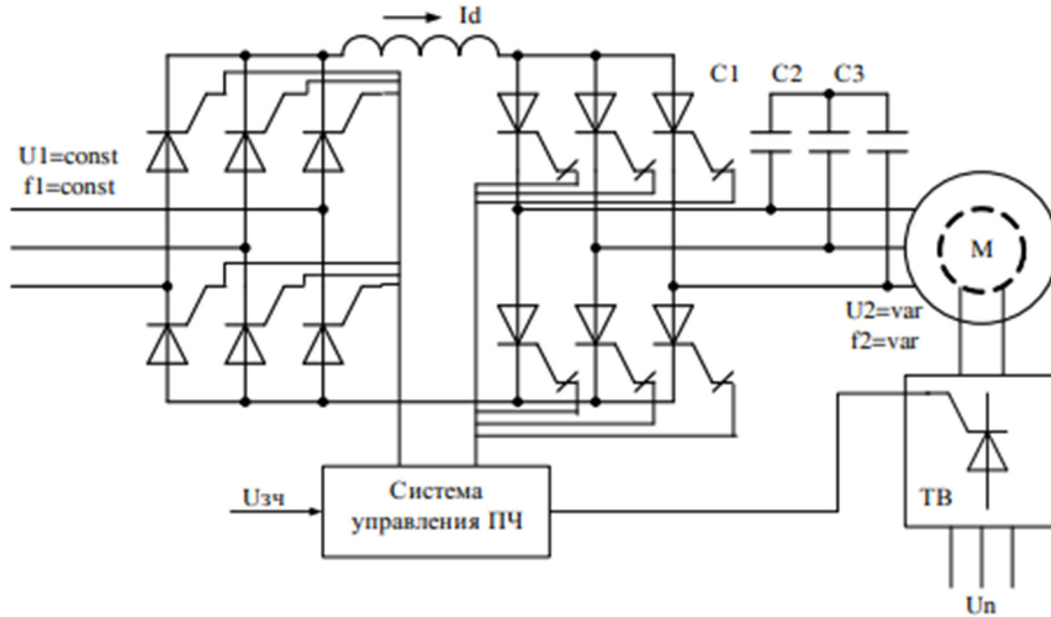 Id
C1 C2 C3
U1=const
f1=const
M
U2=var
f2=var
Uзч
Система
управления ПЧ
ТВ
Un